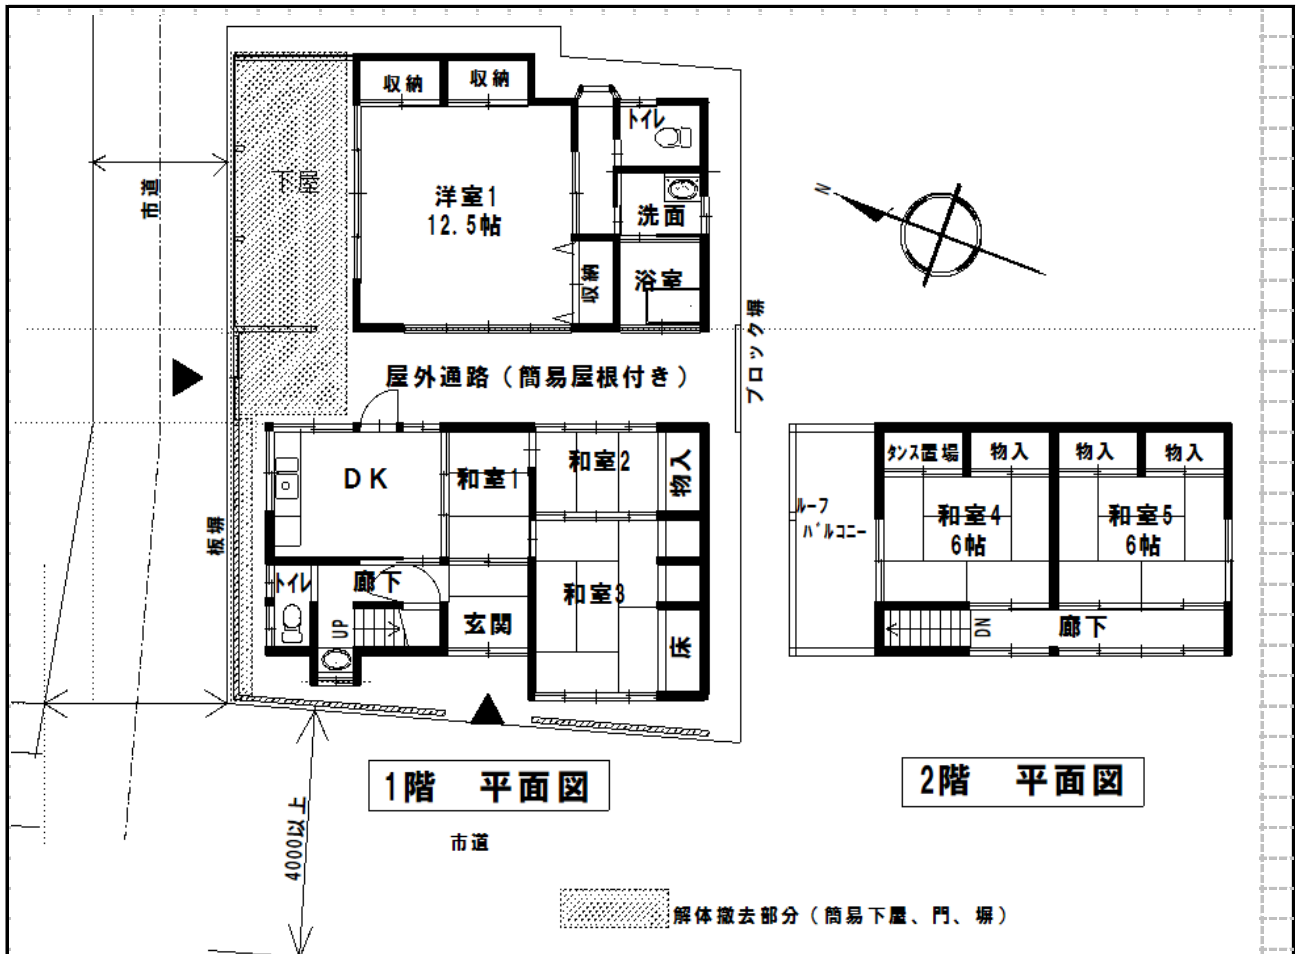 収納
収納
トイレ
市道
下屋
洋室1
12.5帖
洗面
N
収納
浴室
ブロック塀
屋外通路（簡易屋根付き）
DK
和室1
和室2
物入
板塀
トイレ
廊下
和室3
UP
玄関
床
タンス置場
物入
物入
物入
ルーフ
バルコニー
和室4
6帖
和室5
6帖
DN
廊下
1階　平面図
2階　平面図
4000以上
市道
解体撤去部分（簡易下屋、門、塀）